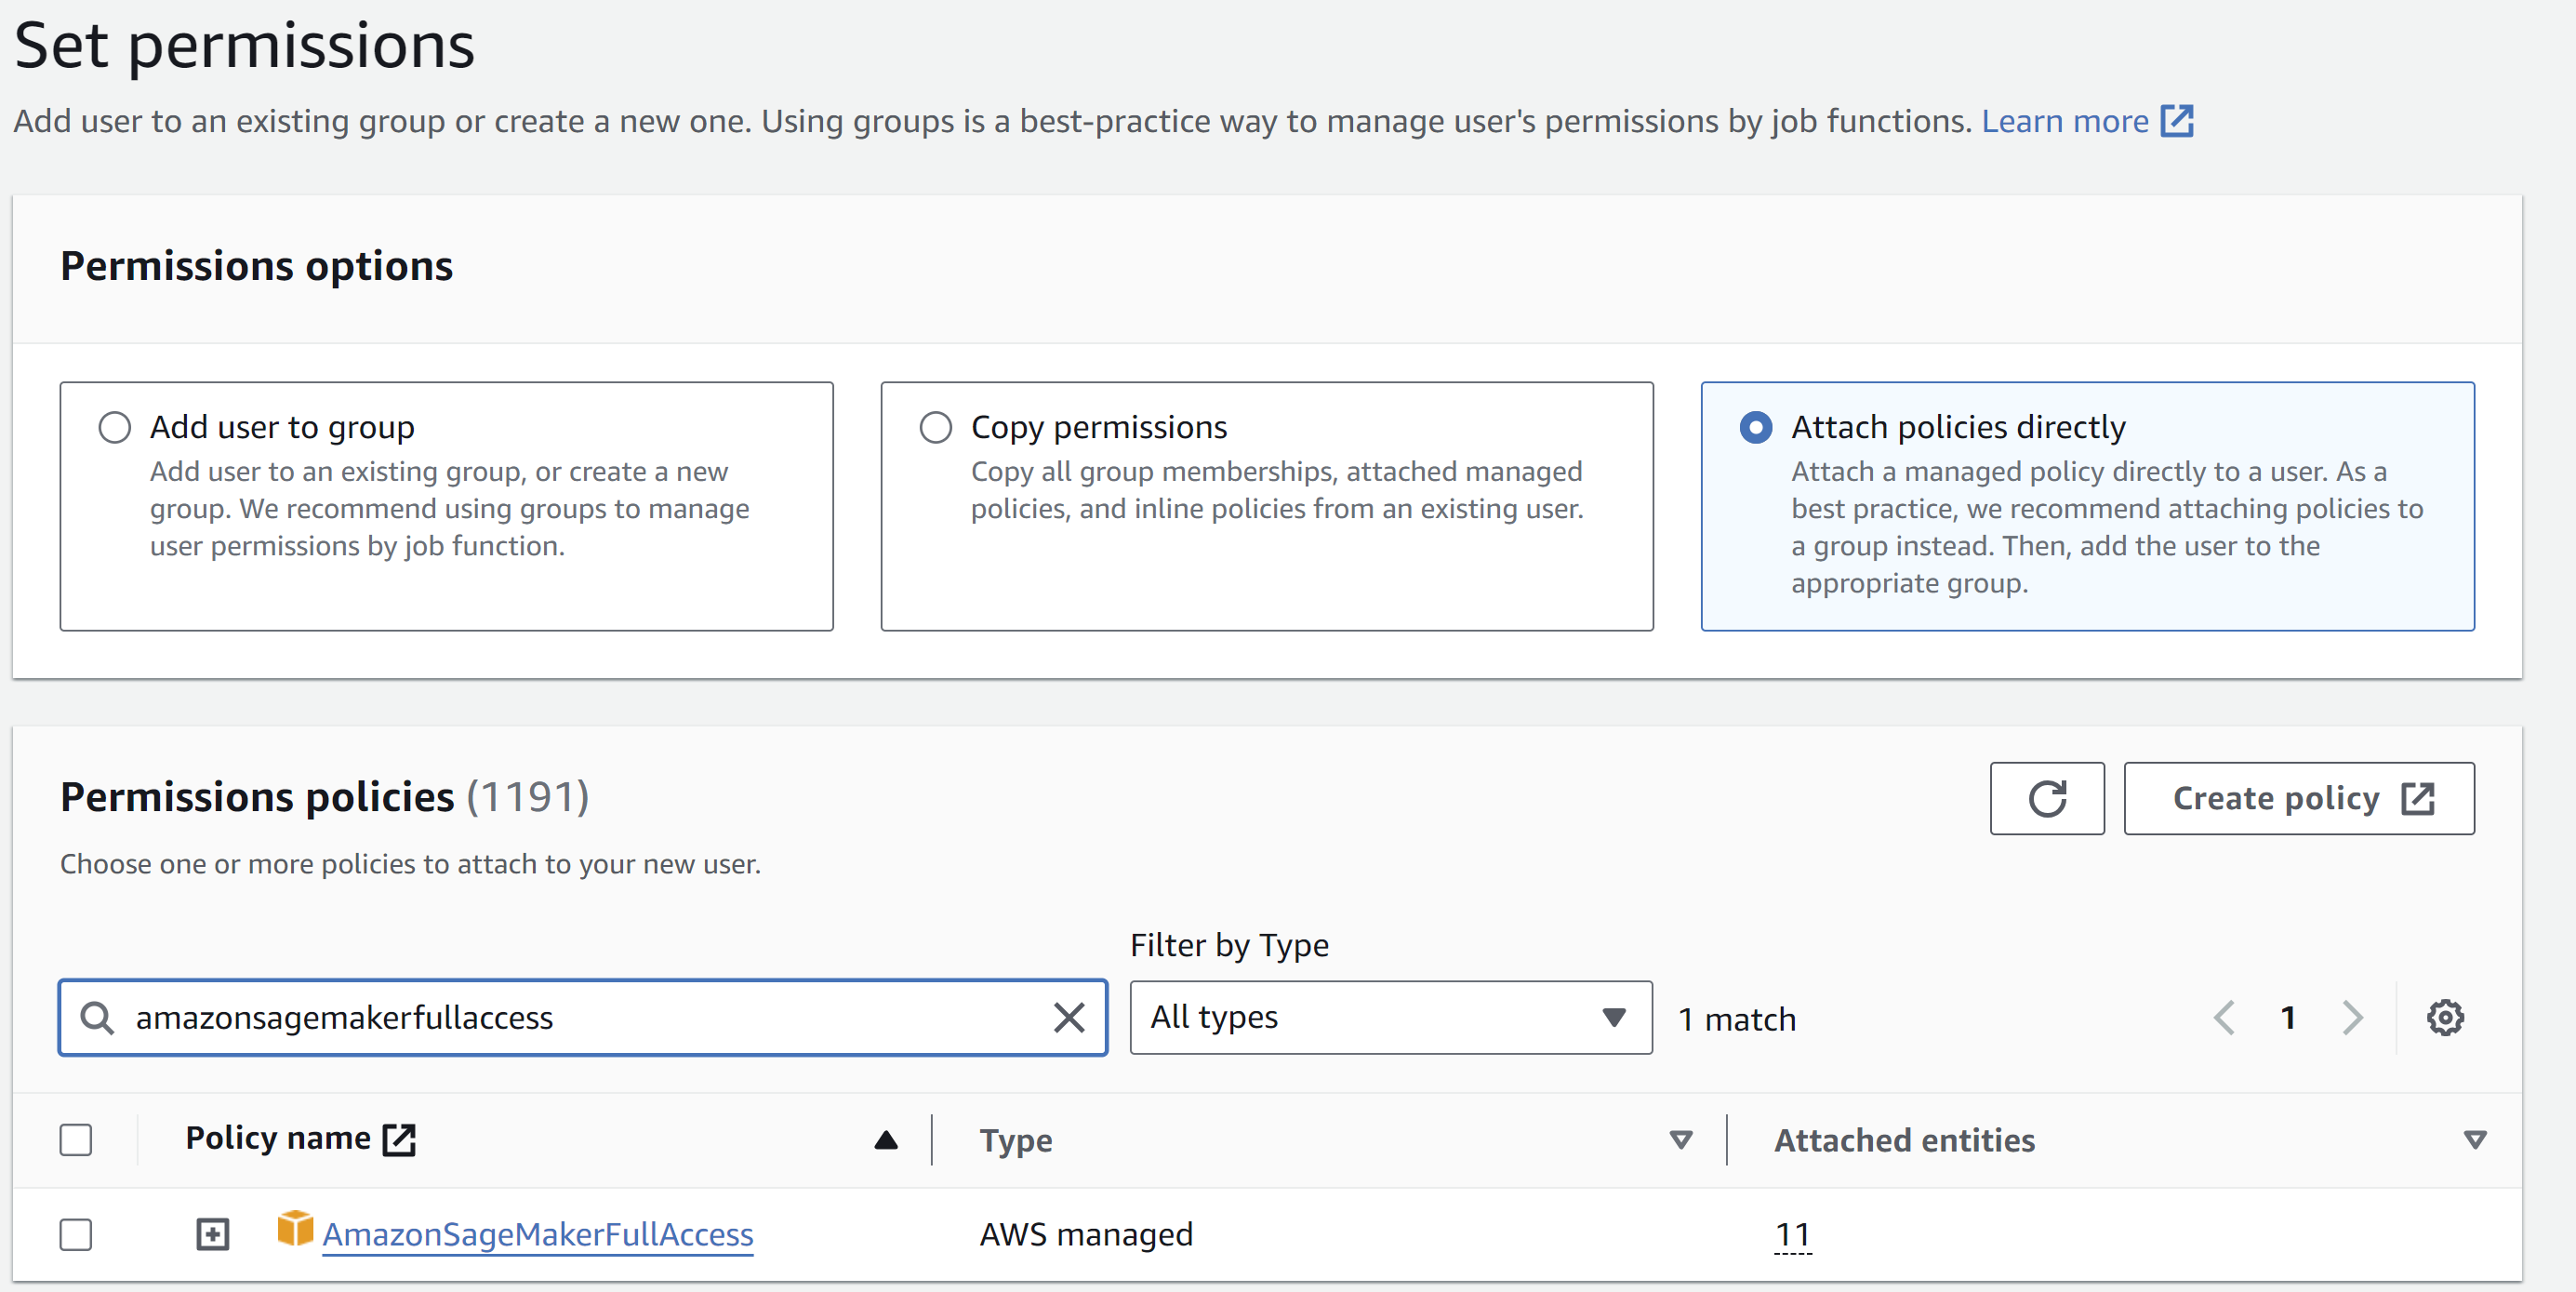 Set permissions
Add user to an existing group or create a new one. Using groups is a best-practice way to manage user's permissions by job functions. Learn more
Permissions options
Add user to group
Add user to an existing group, or create a new
group. We recommend using groups to manage
user permissions by job function.
Copy permissions
Copy all group memberships, attached managed
policies, and inline policies from an existing user.
Attach policies directly
Attach a managed policy directly to a user. As a
best practice, we recommend attaching policies to
a group instead. Then, add the user to the
appropriate group.
Permissions policies (1191)
Create policy
Choose one or more policies to attach to your new user.
Filter by Type
amazonsagemakerfullaccess
All types
1 match
1
Policy name
Type
Attached entities
AmazonSageMakerFullAccess
AWS managed
11